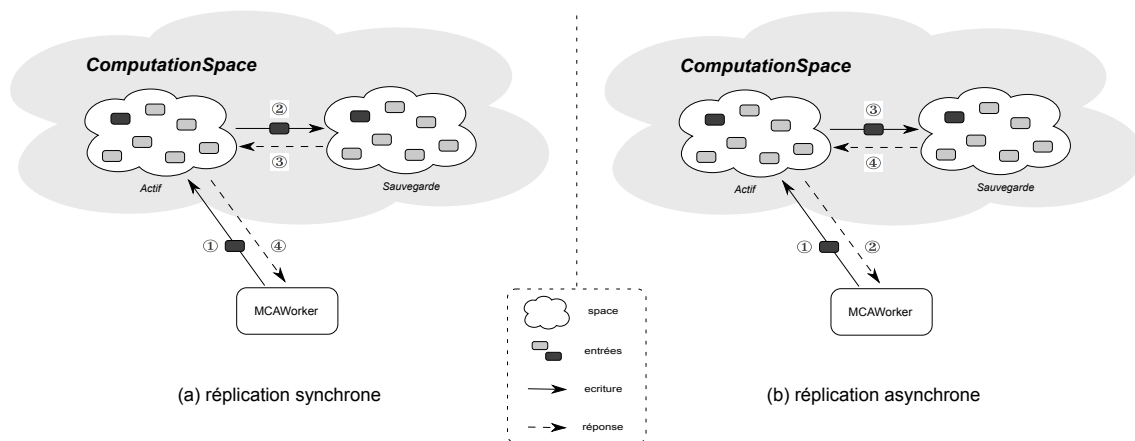 ComputationSpace
②
③
Actif
Sauvegarde
①
④
MCAWorker
(a) réplication synchrone
ComputationSpace
③
④
Actif
Sauvegarde
①
②
MCAWorker
(b) réplication asynchrone
space
entrées
ecriture
réponse